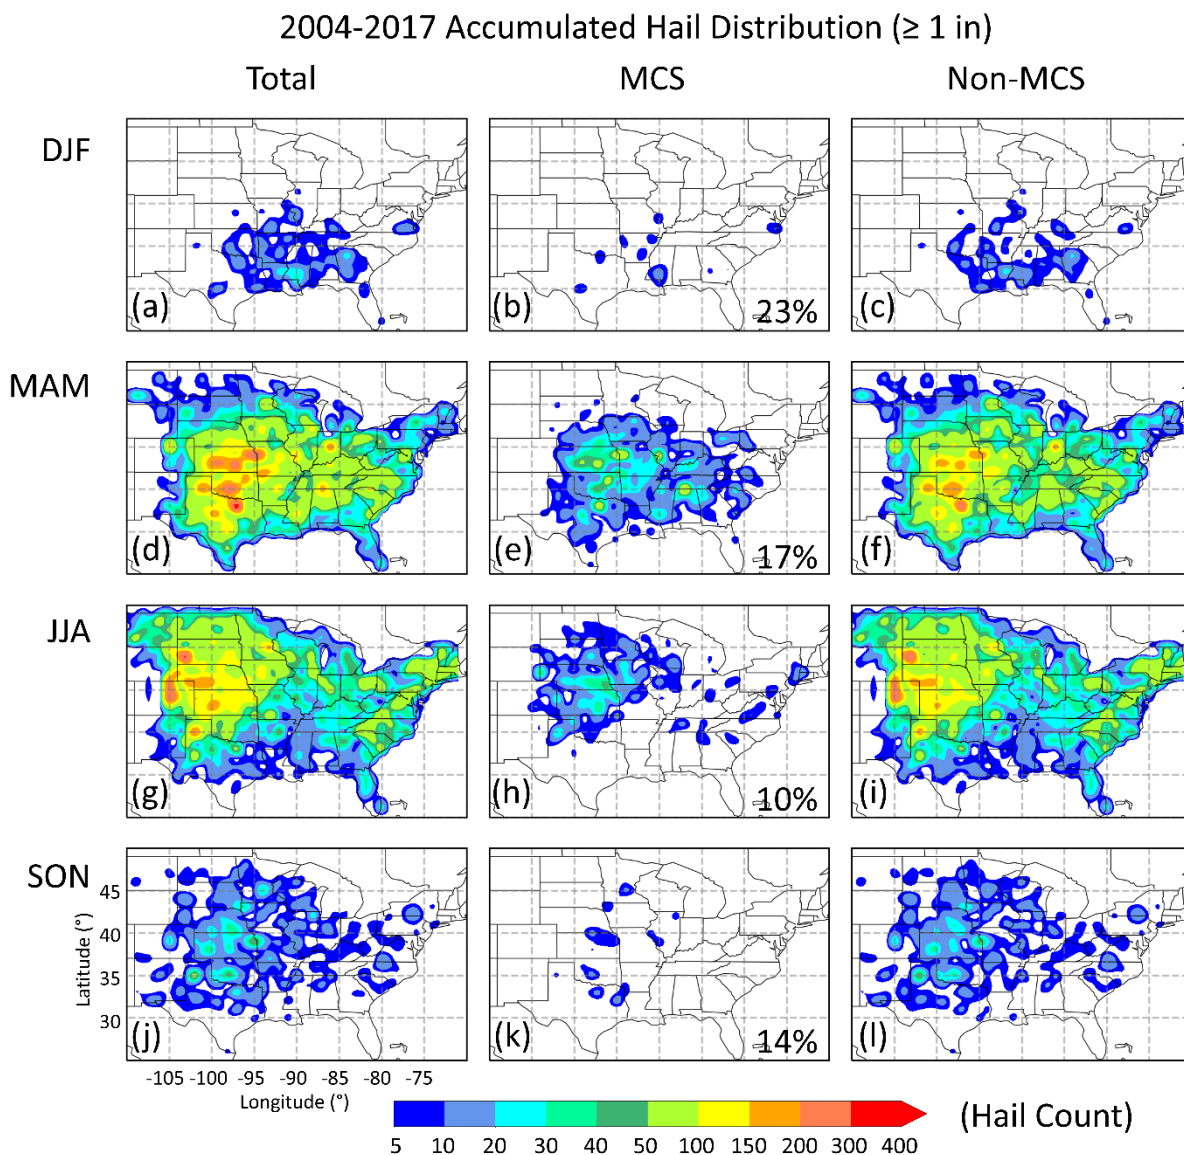 2004-2017 Accumulated Hail Distribution (≥ 1 in)
Total MCS Non-MCS
DJF
(a) (b) 23% (c)
MAM
(d) (e) 17% (f)
JJA
(g) (h) 10% (i)
SON
45
40
35
30
Latitude (°)
(j) (k) 14% (l)
-105 -100 -95 -90 -85 -80 -75
Longitude (°)
(Hail Count)
5 10 20 30 40 50 100 150 200 300 400